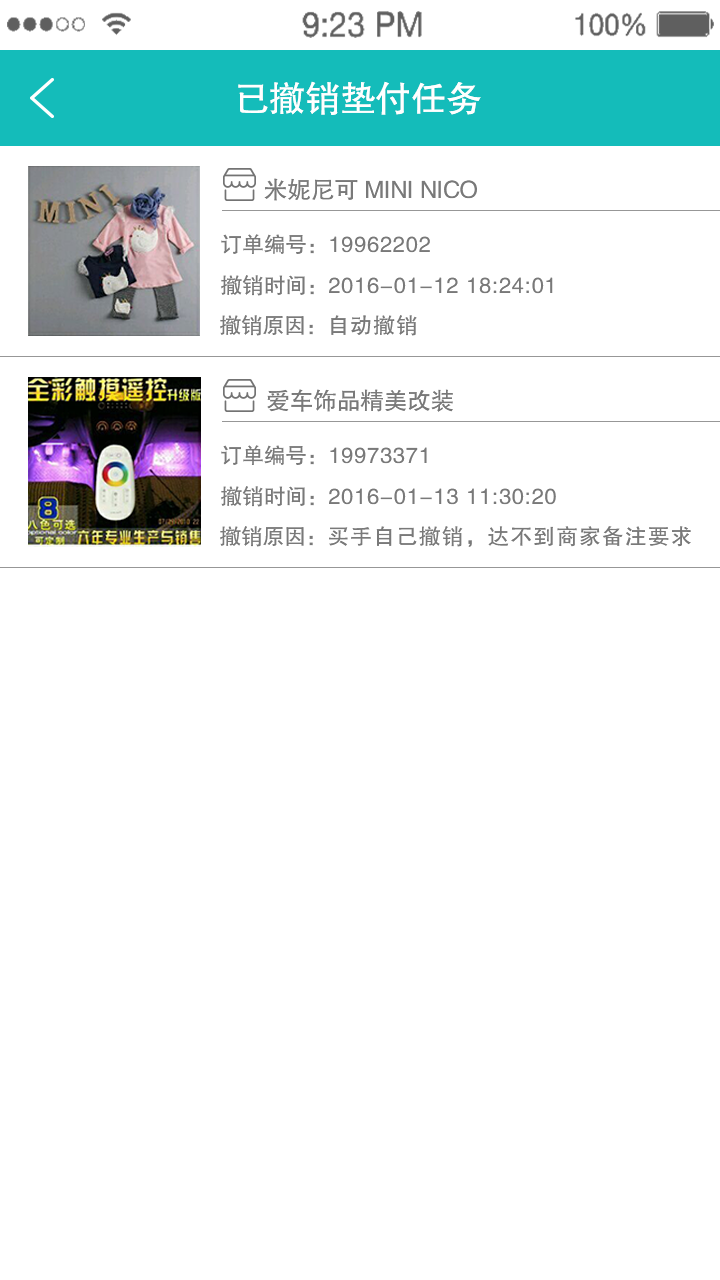 9:23 PM
100%
已撤销垫付任务
MINI
米妮尼可 MINI NICO
订单编号：19962202
撤销时间：2016-01-12 18:24:01
撤销原因：自动撤销
全彩触摸遥控升级版
8
八色可选
optional color
可定制
六年专业生产与销售
爱车饰品精美改装
订单编号：19973371
撤销时间：2016-01-13 11:30:20
撤销原因：买手自己撤销，达不到商家备注要求